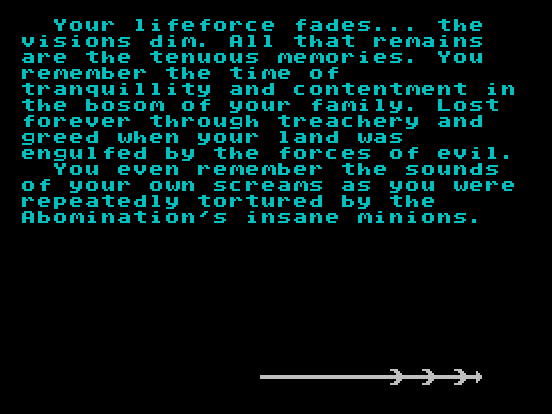 Your lifeforce fades... the
visions dim. All that remains
are the tenuous memories. You
remember the time of
tranquillity and contentment in
the bosom of your family. Lost
forever through treachery and
greed when your land was
engulfed by the forces of evil.
You even remember the sounds
of your own screams as you were
repeatedly tortured by the
Abomination's insane minions.